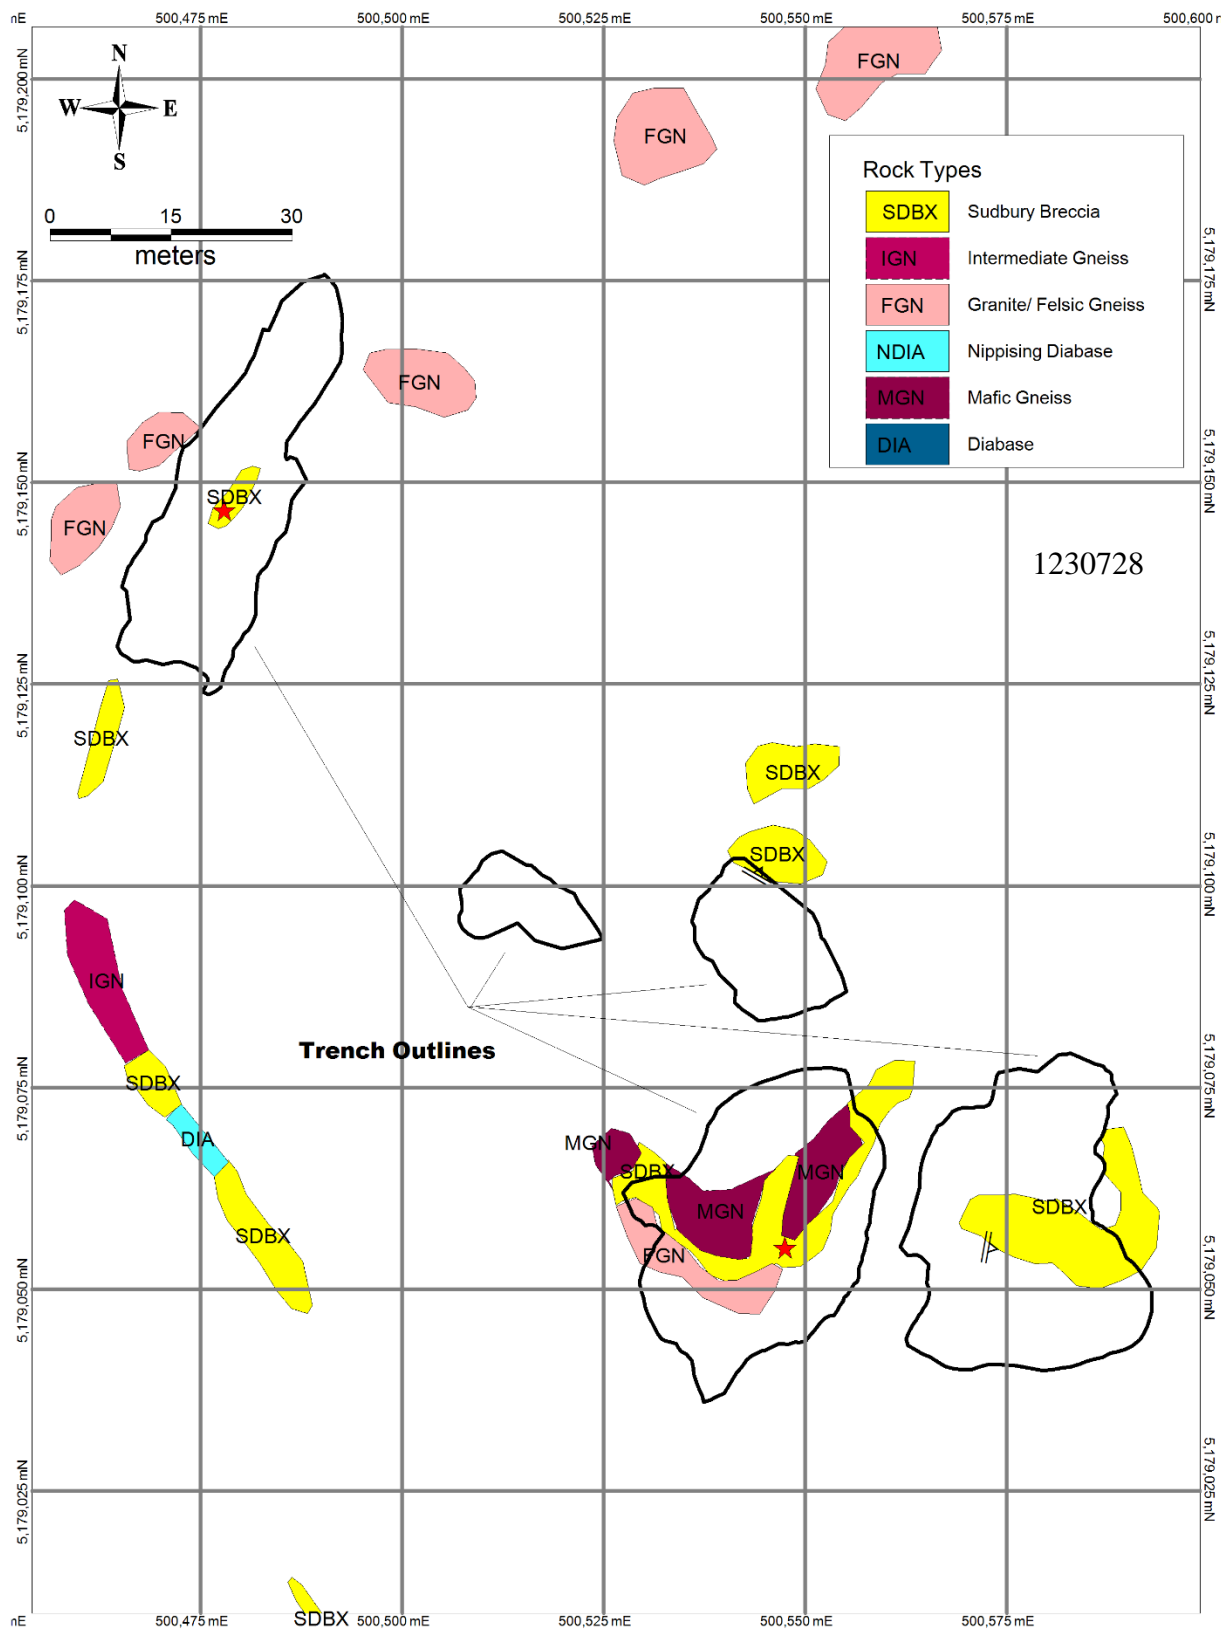 nE 500,475 mE 500,500 mE 500,525 mE 500,550 mE 500,575 mE 500,600 r
N
W E
S
5,179,200 mN
FGN
FGN
0 15 30
meters
Rock Types
SDBX Sudbury Breccia
IGN Intermediate Gneiss
FGN Granite/ Felsic Gneiss
NDIA Nippising Diabase
MGN Mafic Gneiss
DIA Diabase
5,179,175 mN
5,179,175 mN
FGN
FGN
5,179,150 mN
5,179,150 mN
SDBX
FGN
1230728
5,179,125 mN
5,179,125 mN
SDBX
SDBX
SDBX
5,179,100 mN
5,179,100 mN
IGN
Trench Outlines
5,179,075 mN
5,179,075 mN
SDBX
DIA
MGN
SDBX
MGN
MGN
SDBX
SDBX
FGN
5,179,050 mN
5,179,050 mN
5,179,025 mN
5,179,025 mN
SDBX
nE 500,475 mE 500,500 mE 500,525 mE 500,550 mE 500,575 mE